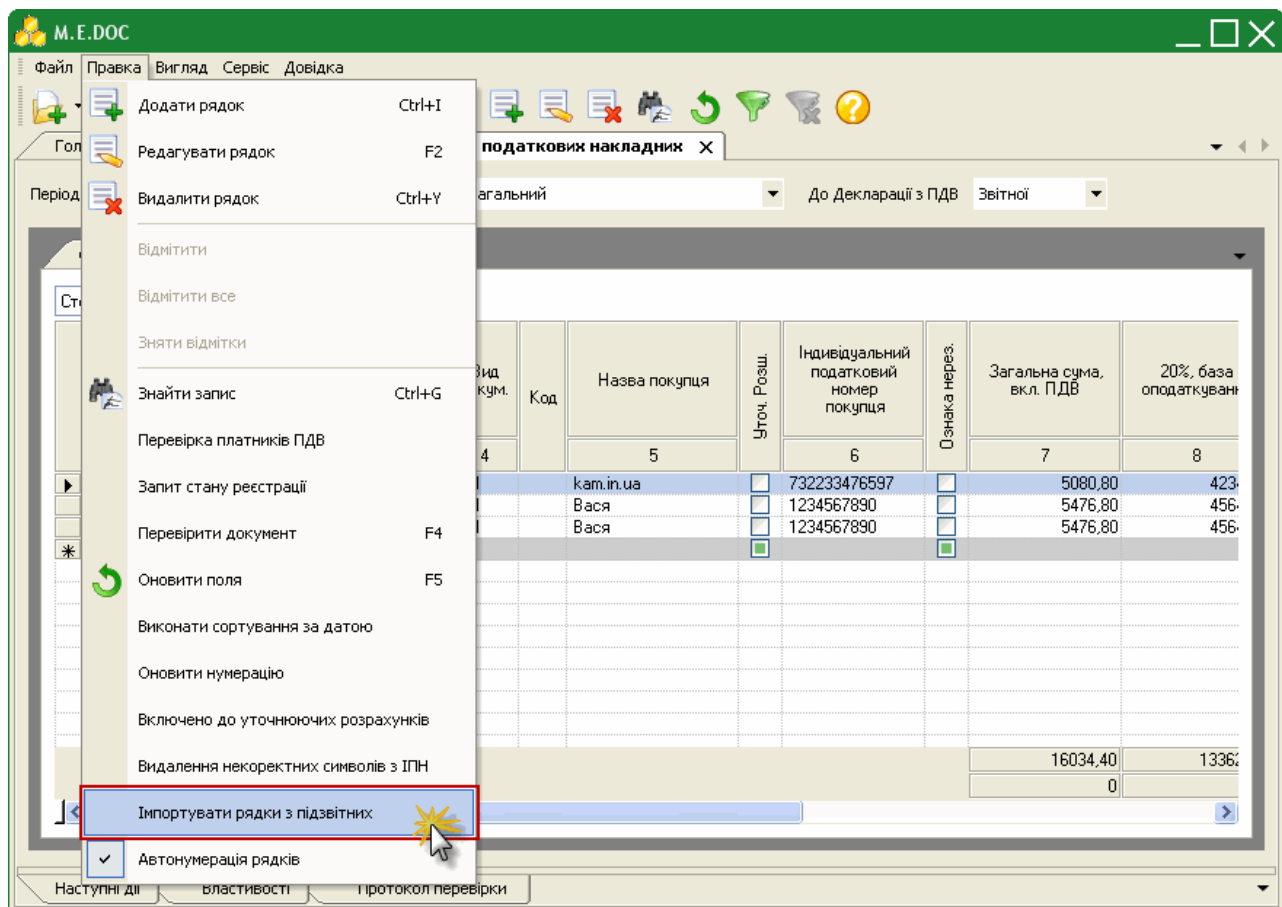 M.E.DOC
Файл Правка Вигляд Сервіс Довідка
Додати рядок Ctrl+I
Редагувати рядок F2
Видалити рядок Ctrl+Y
Відмітити
Відмітити все
Зняти відмітки
Знайти запис Ctrl+G
Перевірка платників ПДВ
Запит стану реєстрації
Перевірити документ F4
Оновити поля F5
Виконати сортування за датою
Оновити нумерацію
Включено до уточнюючих розрахунків
Видалення некоректних символів з ІПН
Імпортувати рядки з підзвітних
Автонумерація рядків
податкових накладних X
Період
До Декларації з ПДВ Звітної
Код
Назва покупця
Уточ. Розш.
Індивідуальний
податковий
номер
покупця
Ознака нерез.
Загальна сума,
вкл. ПДВ
20%, база
4 5 6 7 8
kam.in.ua 732233476597 5080,80
Вася 1234567890 5476,80
Вася 1234567890 5476,80
16034,40
0
Наступні дії Властивості Протокол перевірки